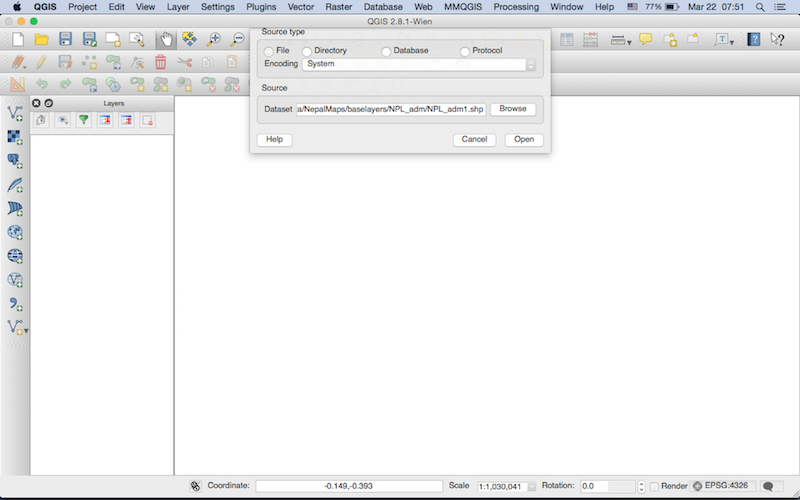 QGIS Project Edit View Layer Settings Plugins Vector Raster Database Web MMQGIS Processing Window Help 77% Mar 22 07:51
QGIS 2.8.1-Wien
Source type
File Directory Database Protocol
Encoding System
Source
Dataset a/NepalMaps/baselayers/NPL_adm/NPL_adm1.shp Browse
Help Cancel Open
Layers
Coordinate: -0.149,-0.393 Scale 1:1,030,041 Rotation: 0.0 Render EPSG:4326